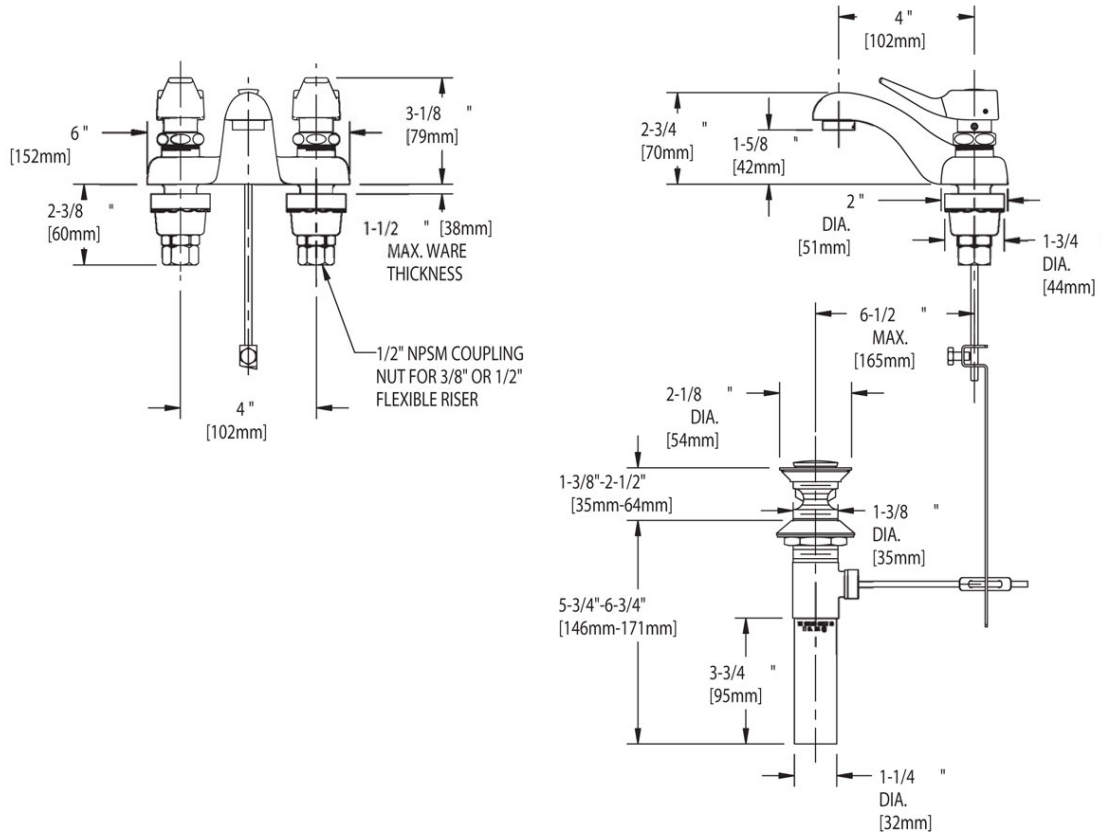 4 "
[102mm]
6 "
[152mm]
3-1/8 "
[79mm]
2-3/8 "
[60mm]
1-1/2 " [38mm]
MAX. WARE
THICKNESS
1/2" NPSM COUPLING
NUT FOR 3/8" OR 1/2"
FLEXIBLE RISER
4 "
[102mm]
2-3/4 "
[70mm]
1-5/8 "
[42mm]
2 "
DIA.
[51mm]
1-3/4
DIA.
[44mm]
6-1/2 "
MAX.
[165mm]
2-1/8 "
DIA.
[54mm]
1-3/8"-2-1/2"
[35mm-64mm]
1-3/8 "
DIA.
[35mm]
5-3/4"-6-3/4"
[146mm-171mm]
3-3/4 "
[95mm]
1-1/4 "
DIA.
[32mm]